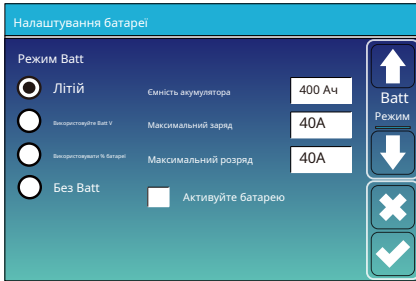 Налаштування батареї
Режим Batt
Літій
Ємність акумулятора
400 Ач
Batt
Режим
Використовуйте Batt V
Максимальний заряд
40A
Використовувати % батареї
Максимальний розряд
40A
Без Batt
Активуйте батарею